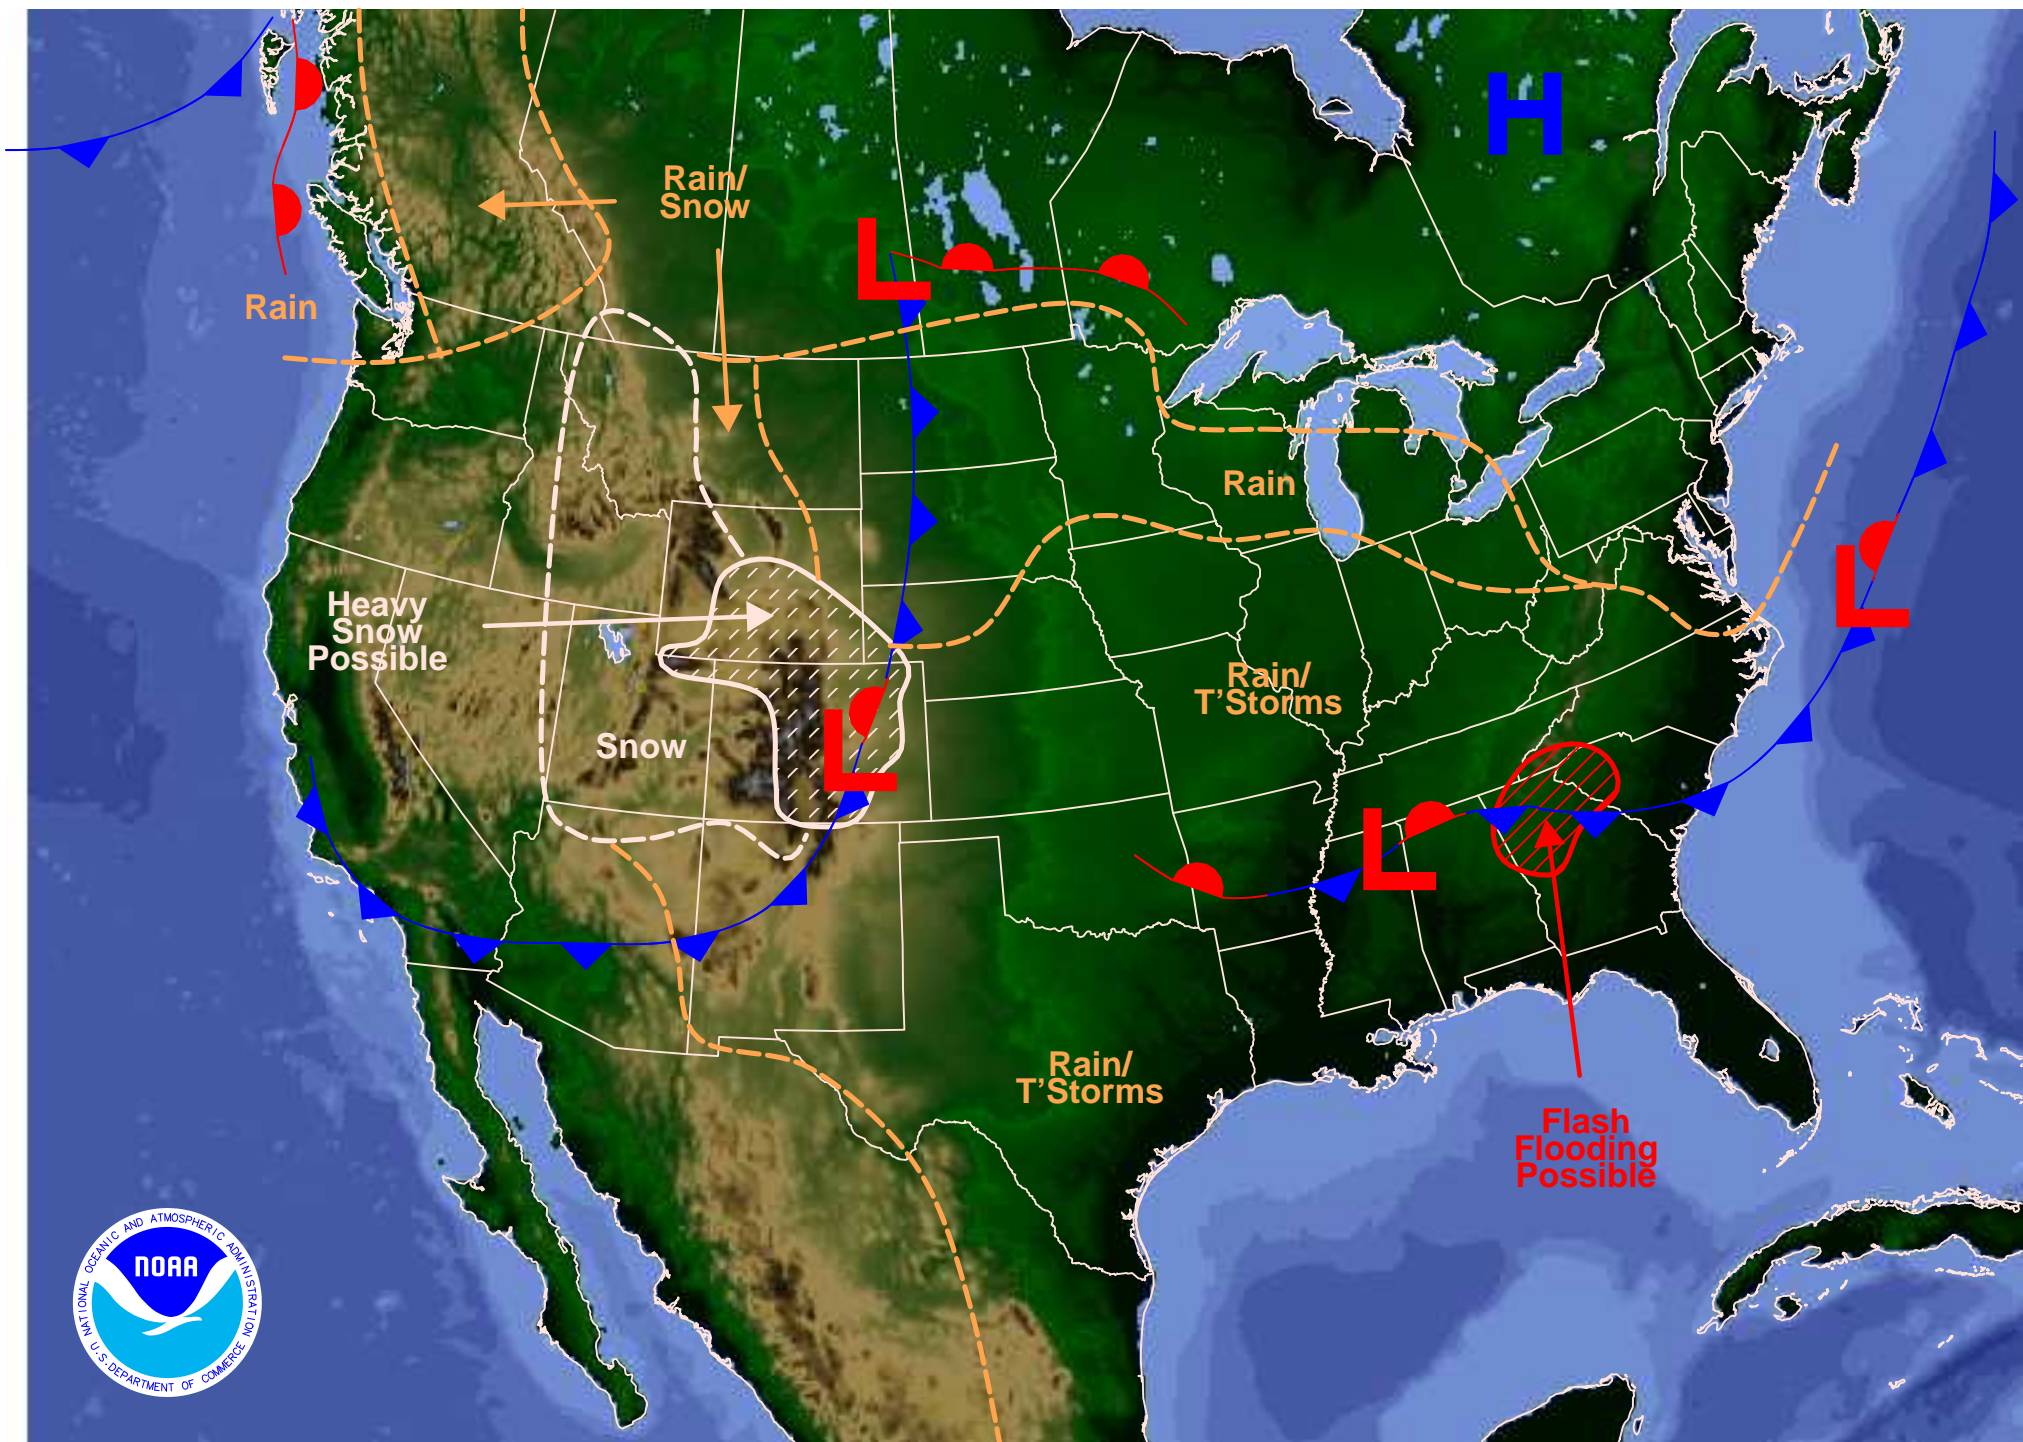 H
Rain/
Snow
L
Rain
Rain
L
Heavy
Snow
Possible
Rain/
T'Storms
Snow
L
L
Rain/
T'Storms
Flash
Flooding
Possible
NATIONAL OCEANIC AND ATMOSPHERIC ADMINISTRATION
NOAA
U.S. DEPARTMENT OF COMMERCE